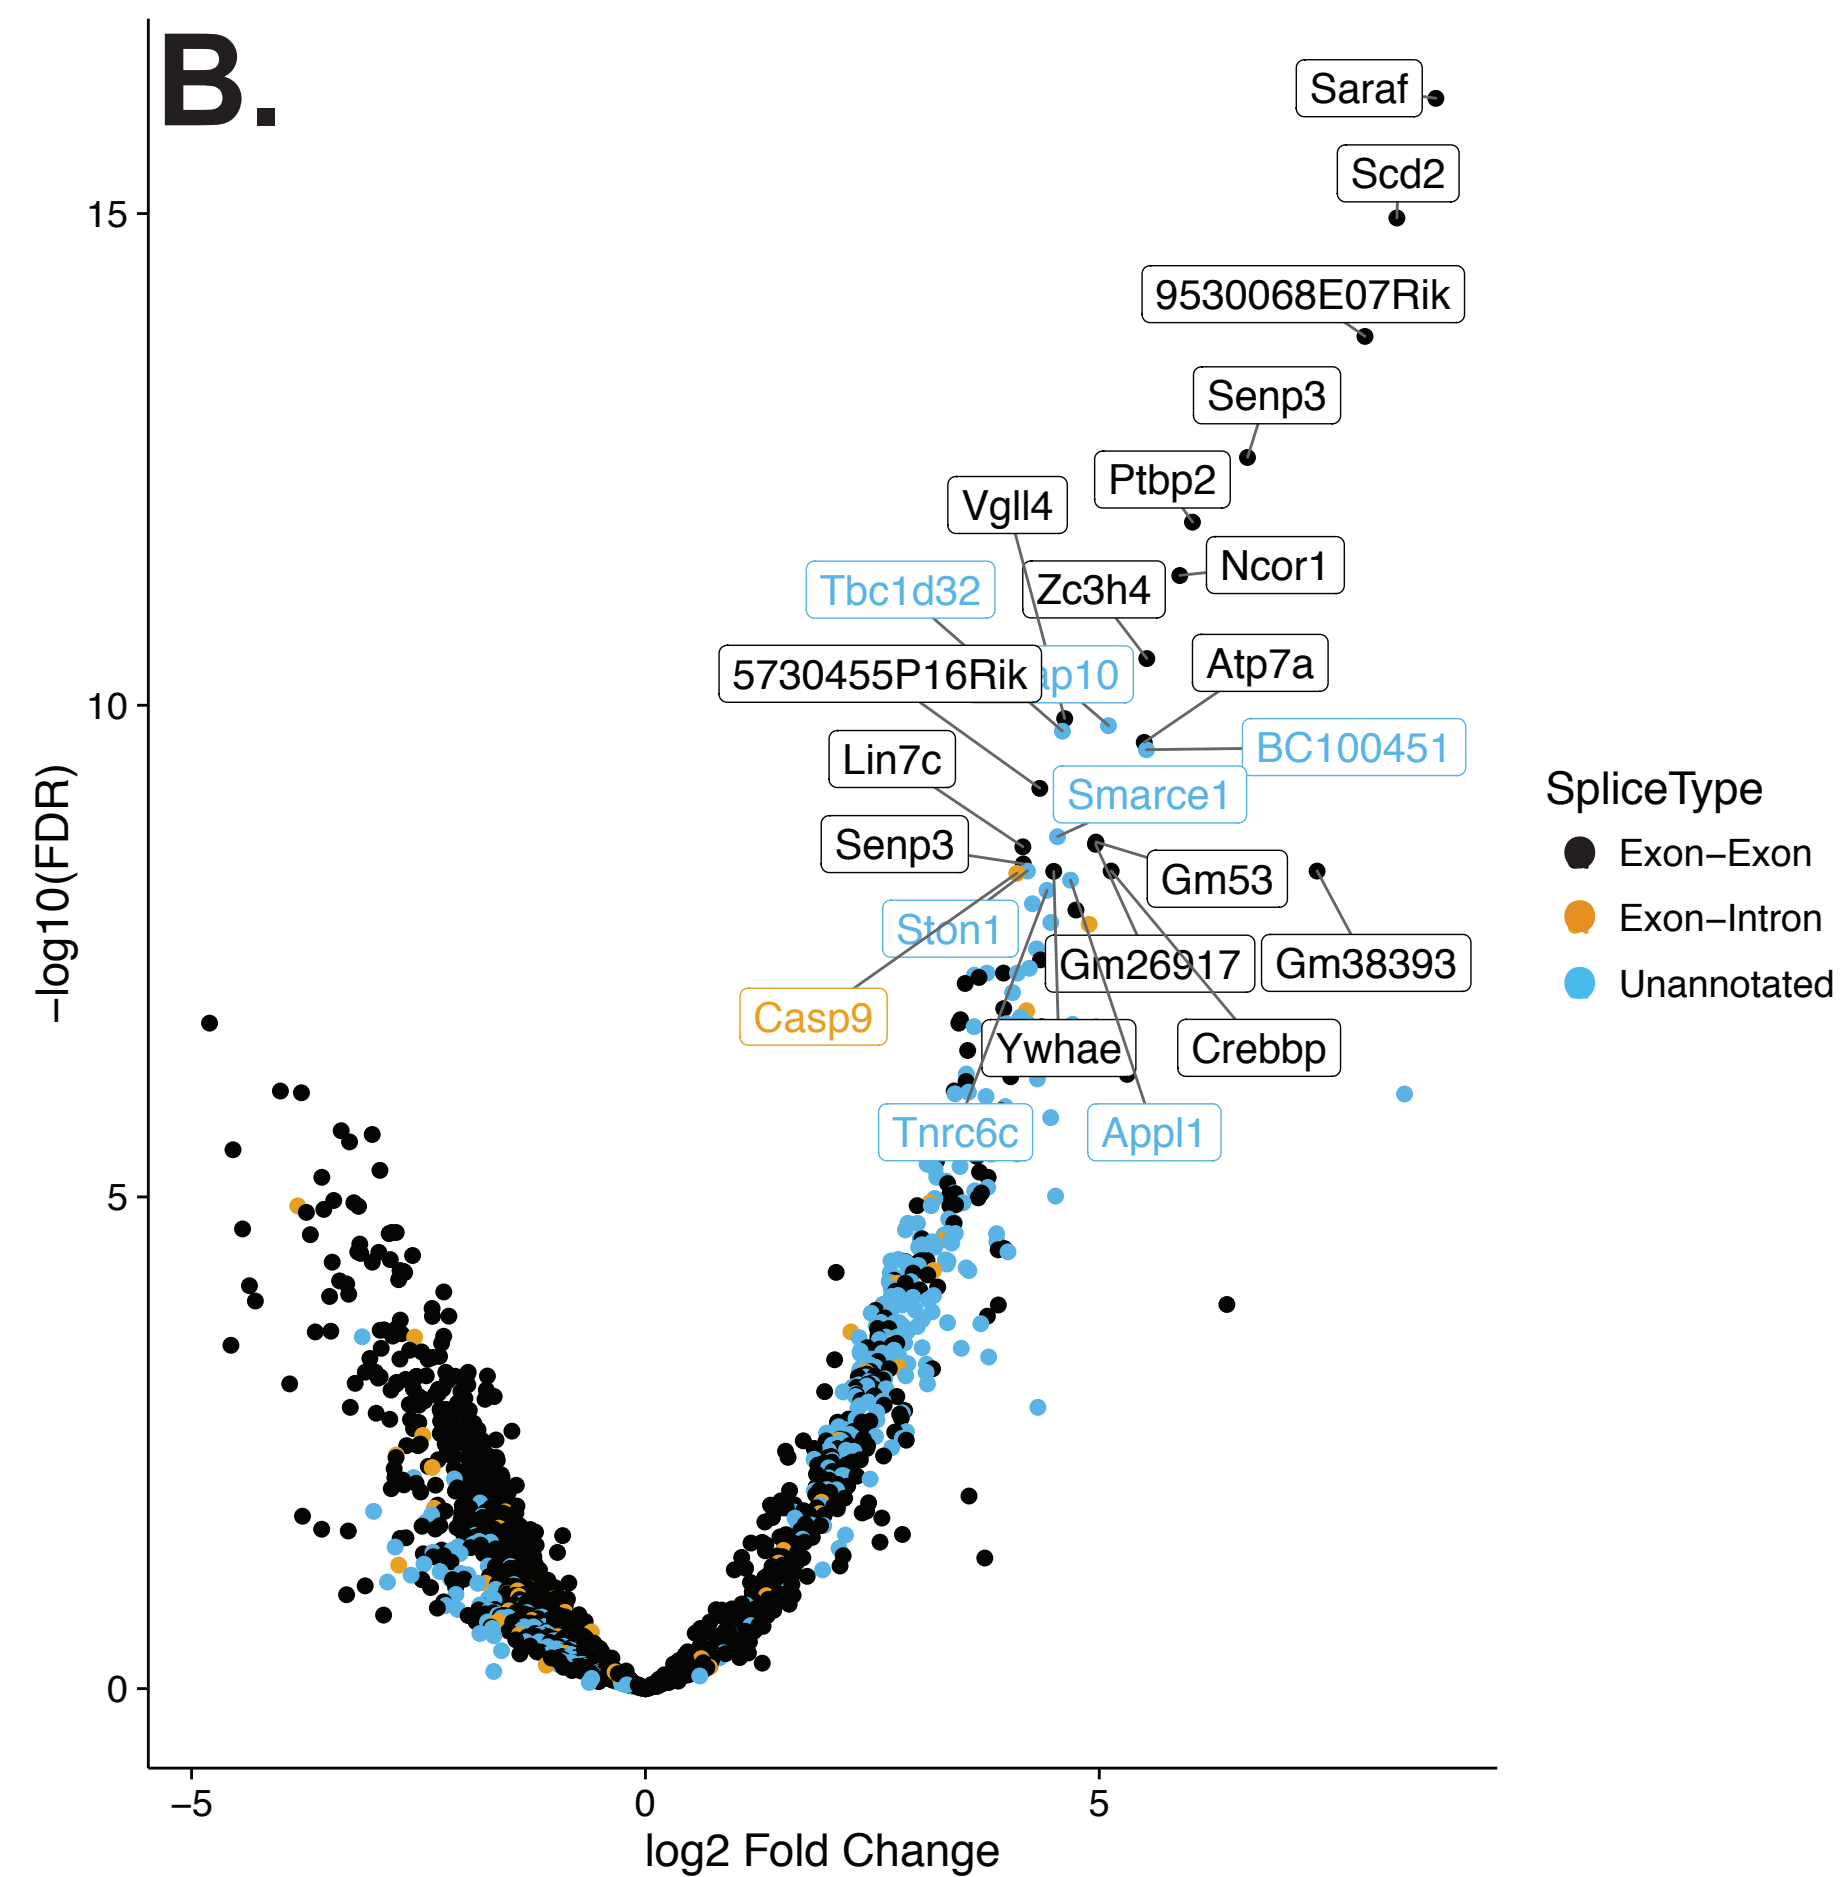 B.
Saraf
Scd2
15
9530068E07Rik
Senp3
Ptbp2
Vgll4
Ncor1
Tbc1d32
Zc3h4
Atp7a
5730455P16Rik
ap10
10
BC100451
Lin7c
Smarce1
SpliceType
Senp3
Exon−Exon
Gm53
Exon−Intron
Ston1
Gm26917
Gm38393
Unannotated
Casp9
Ywhae
Crebbp
Tnrc6c
Appl1
−log10(FDR)
5
0
−5
0
5
log2 Fold Change